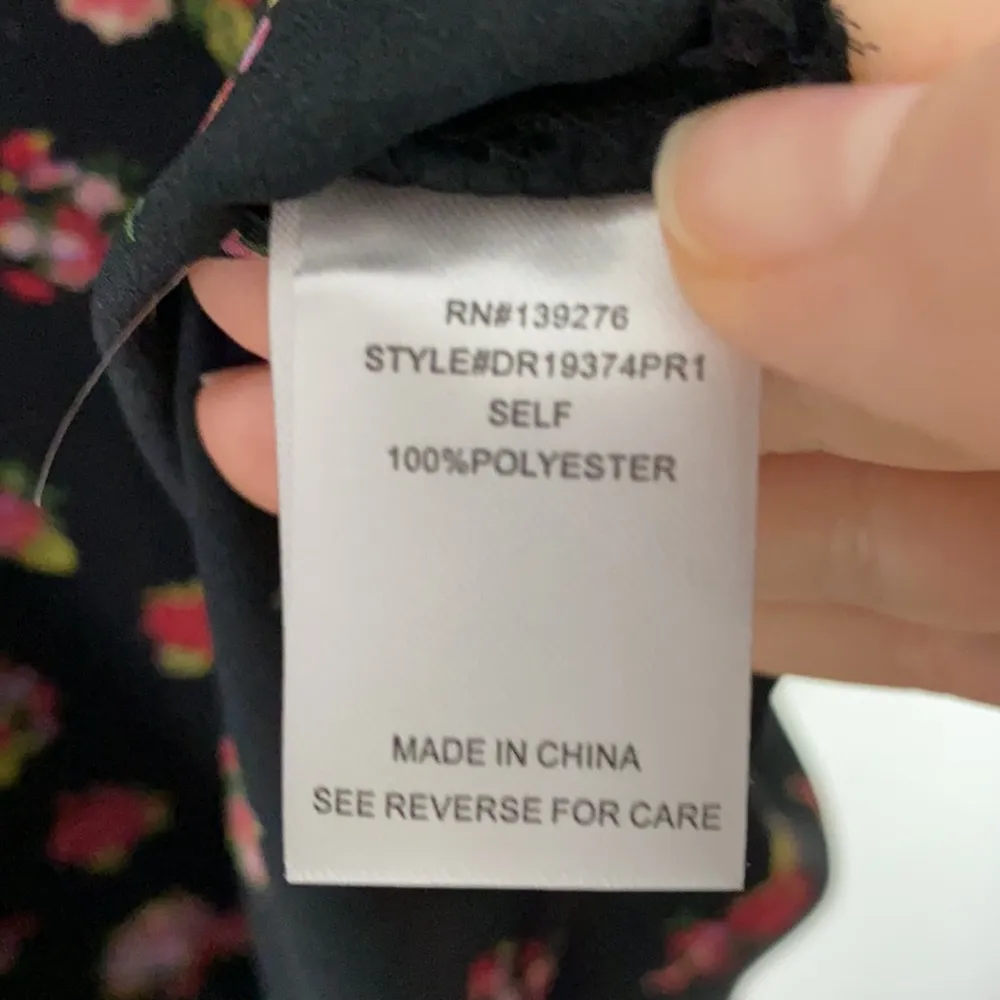 RN#139276
STYLE#DR19374PR1
SELF
100%POLYESTER
MADE IN CHINA
SEE REVERSE FOR CARE